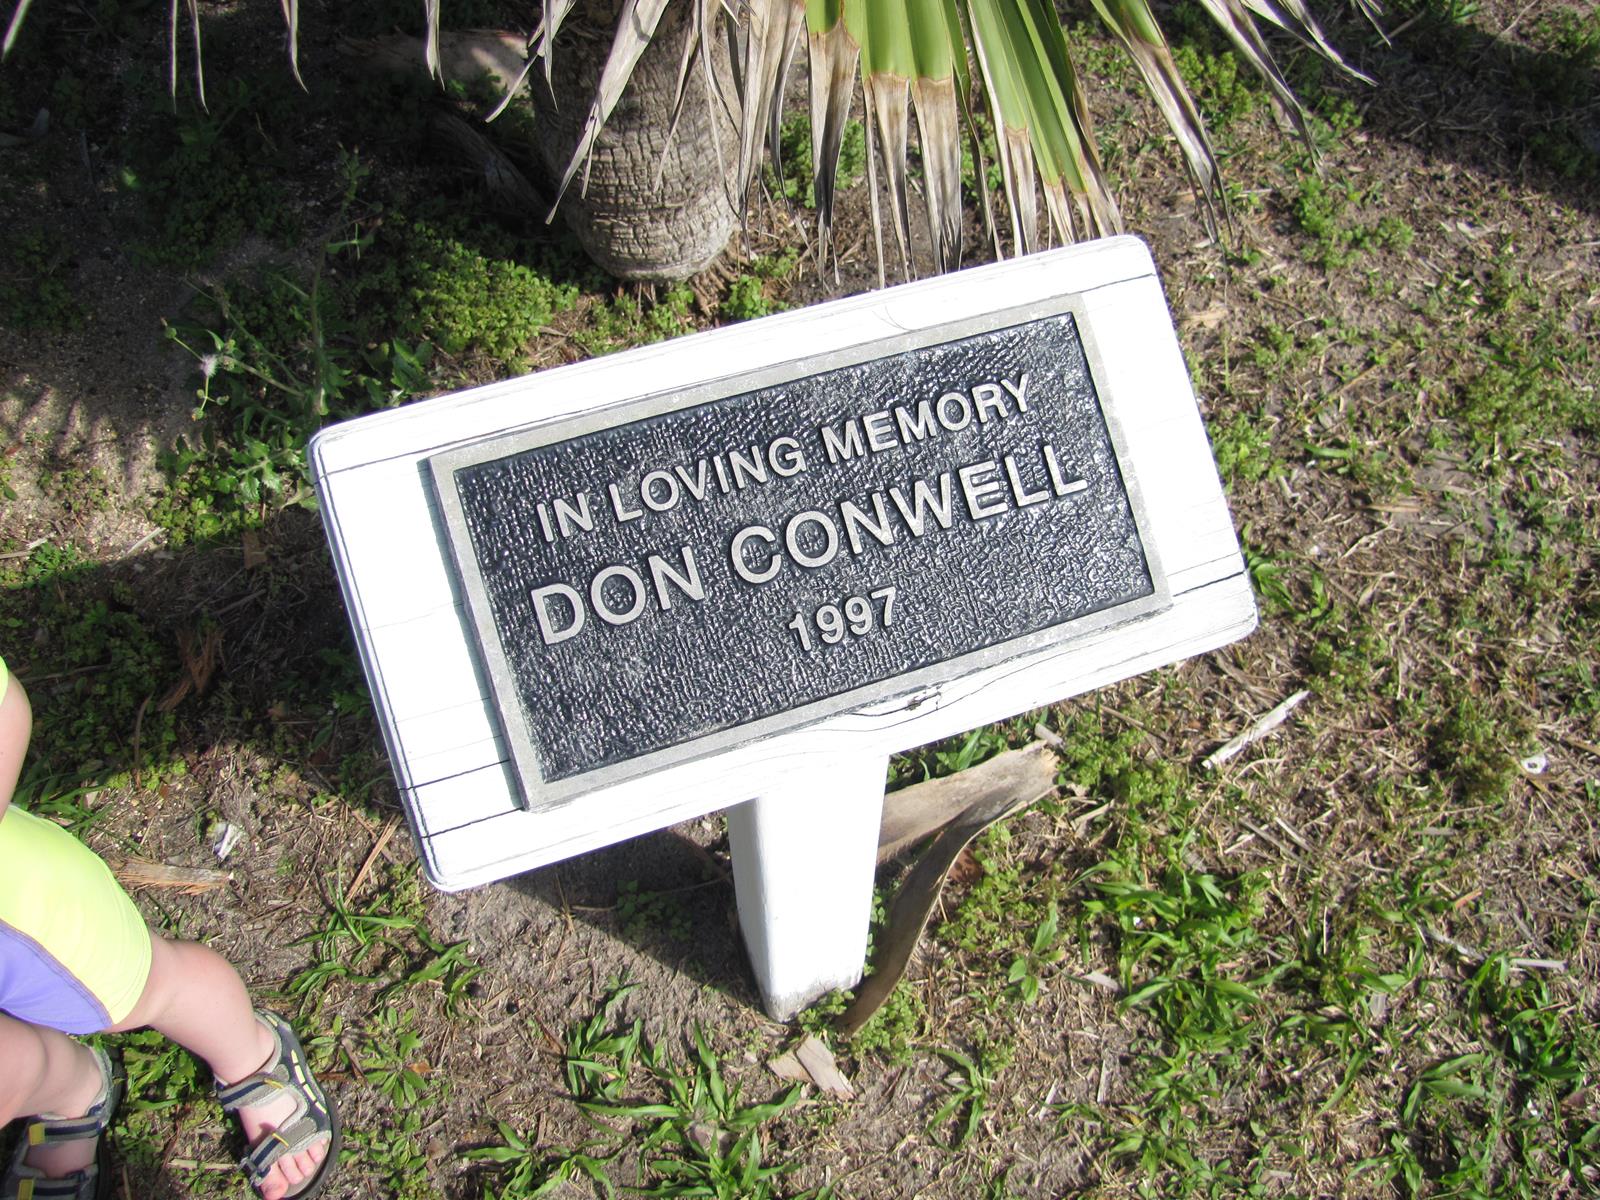 IN LOVING MEMORY
DON CONWELL
1997